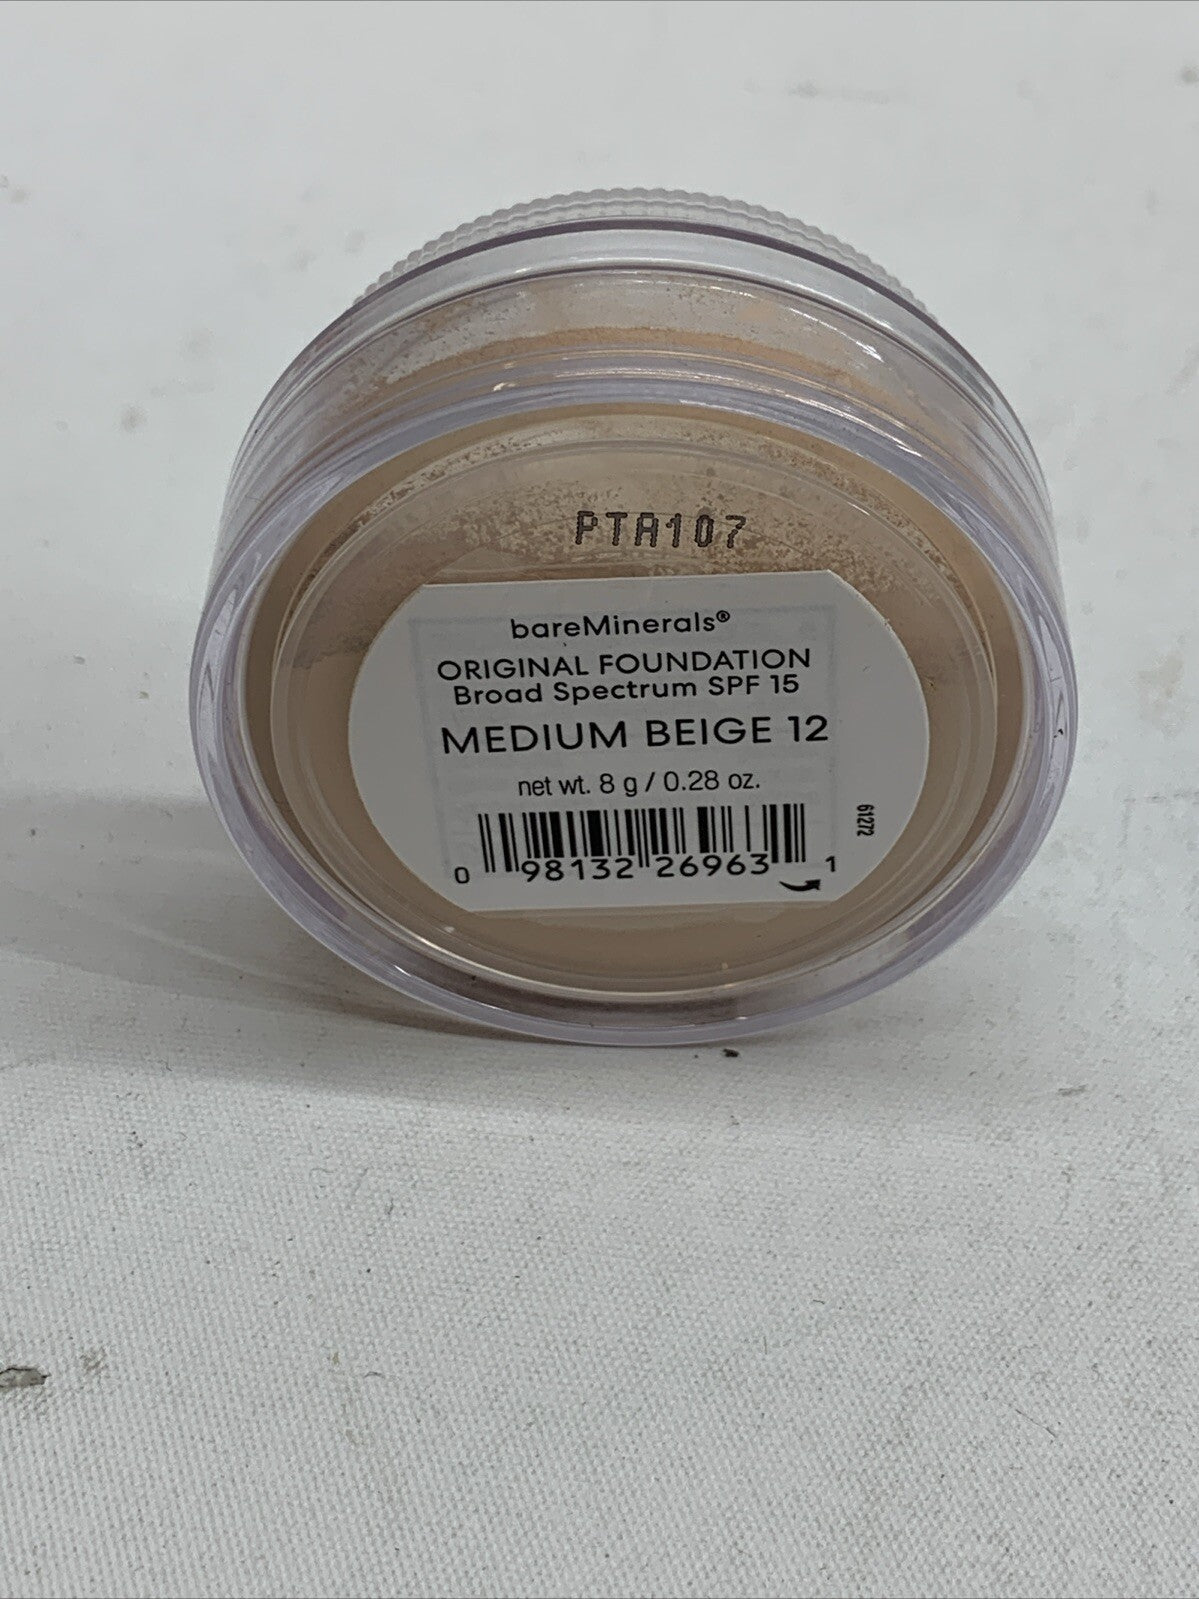 PTA107
bareMinerals®
ORIGINAL FOUNDATION
Broad Spectrum SPF 15
MEDIUM BEIGE 12
net wt. 8 g / 0.28 oz.
61272
0 98132 26963 1